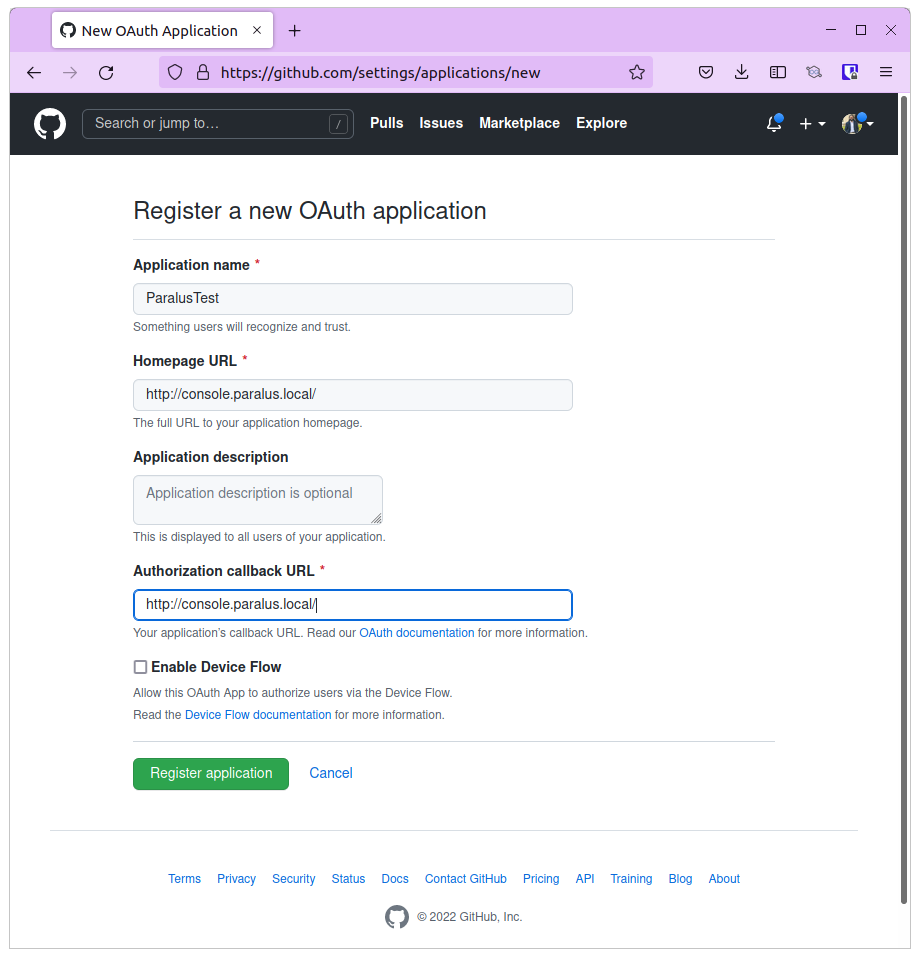 New OAuth Application
https://github.com/settings/applications/new
Search or jump to… / Pulls Issues Marketplace Explore
Register a new OAuth application
Application name *
ParalusTest
Something users will recognize and trust.
Homepage URL *
http://console.paralus.local/
The full URL to your application homepage.
Application description
Application description is optional
This is displayed to all users of your application.
Authorization callback URL *
http://console.paralus.local/
Your application's callback URL. Read our OAuth documentation for more information.
Enable Device Flow
Allow this OAuth App to authorize users via the Device Flow.
Read the Device Flow documentation for more information.
Register application Cancel
Terms Privacy Security Status Docs Contact GitHub Pricing API Training Blog About
© 2022 GitHub, Inc.